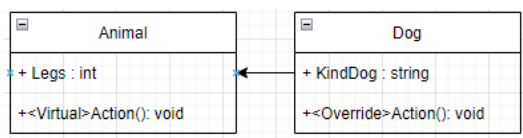 Animal
+ Legs : int
+<Virtual>Action(): void
Dog
+ KindDog : string
+<Override>Action(): void